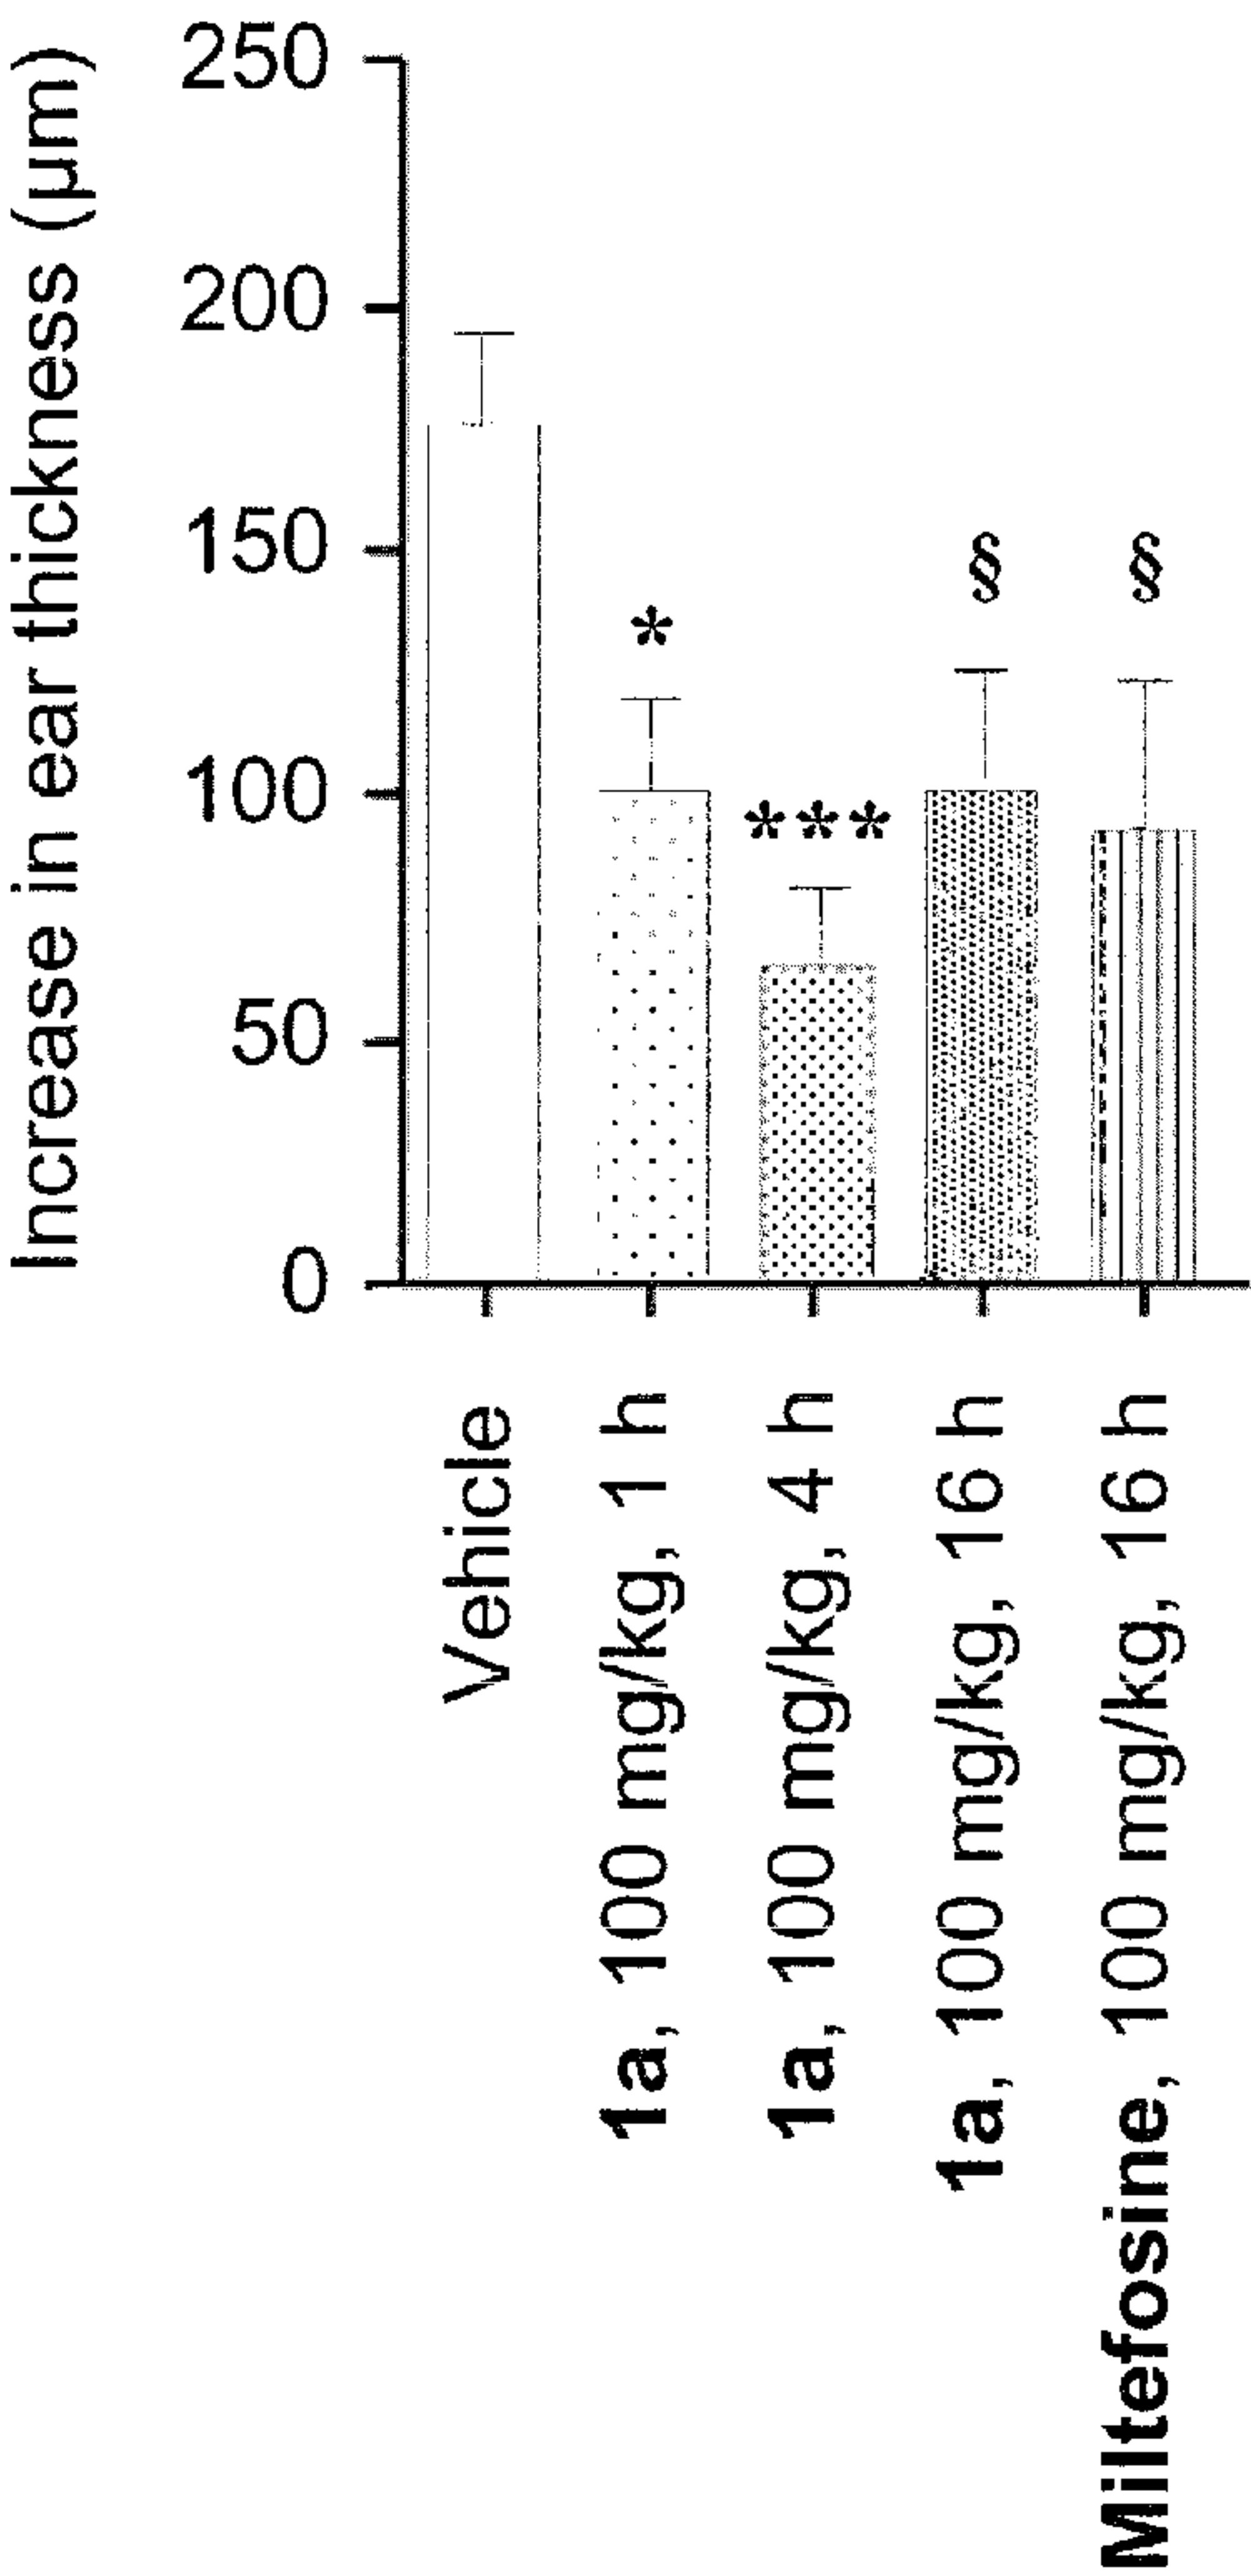 Increase in ear thickness (µm)
250
200
150
100
50
0
*
***
§
§
Vehicle
1a, 100 mg/kg, 1 h
1a, 100 mg/kg, 4 h
1a, 100 mg/kg, 16 h
Miltefosine, 100 mg/kg, 16 h